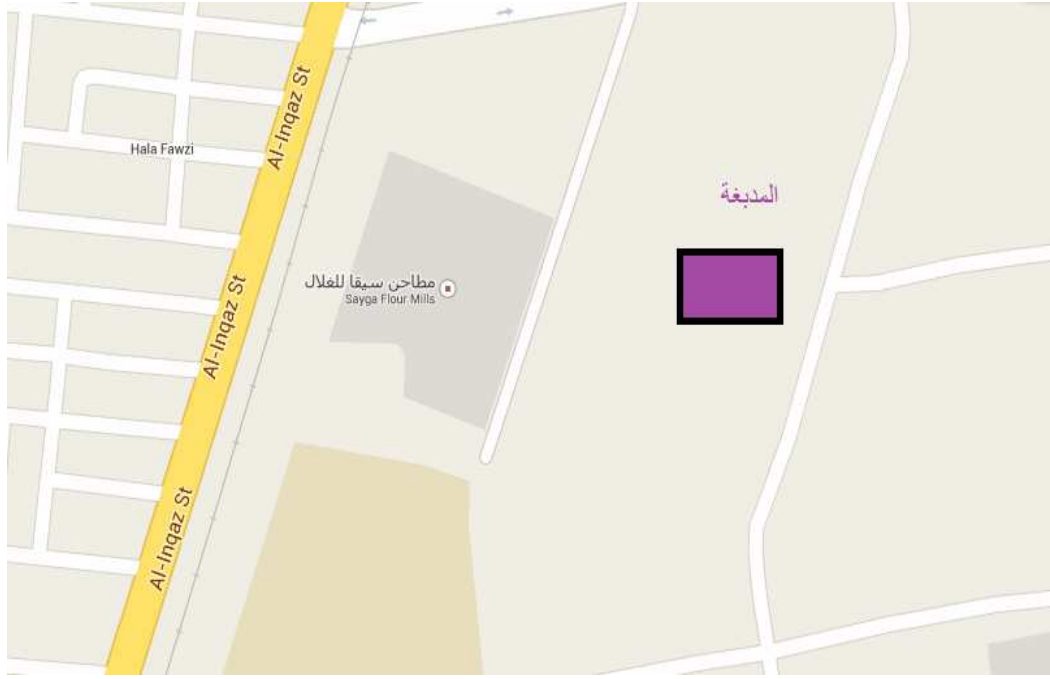 Al-Inqaz St
Hala Fawzi
المدبغة
مطاحن سيقا للغلال
Sayga Flour Mills
Al-Inqaz St
Al-Inqaz St